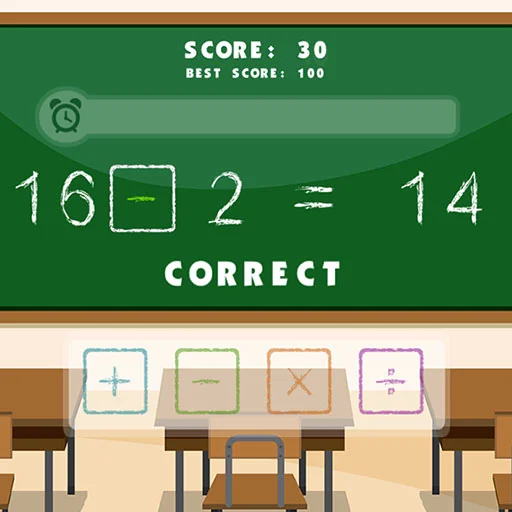 SCORE: 30
BEST SCORE: 100
16 - 2 = 14
CORRECT
+ − × ÷